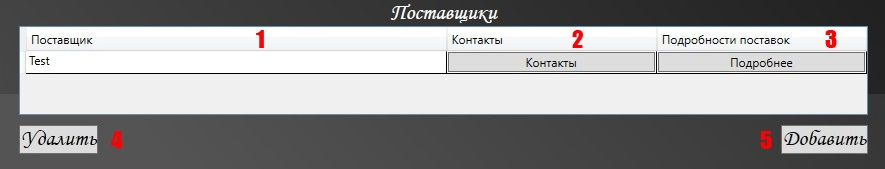 Поставщики
Поставщик 1 Контакты 2 Подробности поставок 3
Test Контакты Подробнее
Удалить 4 5 Добавить